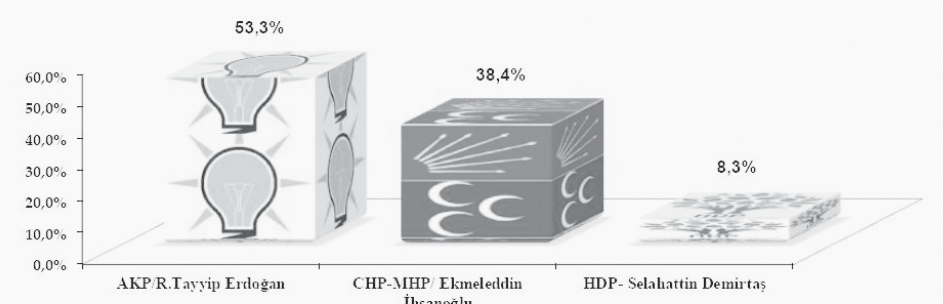 53,3%
38,4%
8,3%
60,0%
50,0%
40,0%
30,0%
20,0%
10,0%
0,0%
AKP/R.Tayyip Erdoğan
CHP-MHP/ Ekmeleddin
İhsanoğlu
HDP- Selahattin Demirtaş